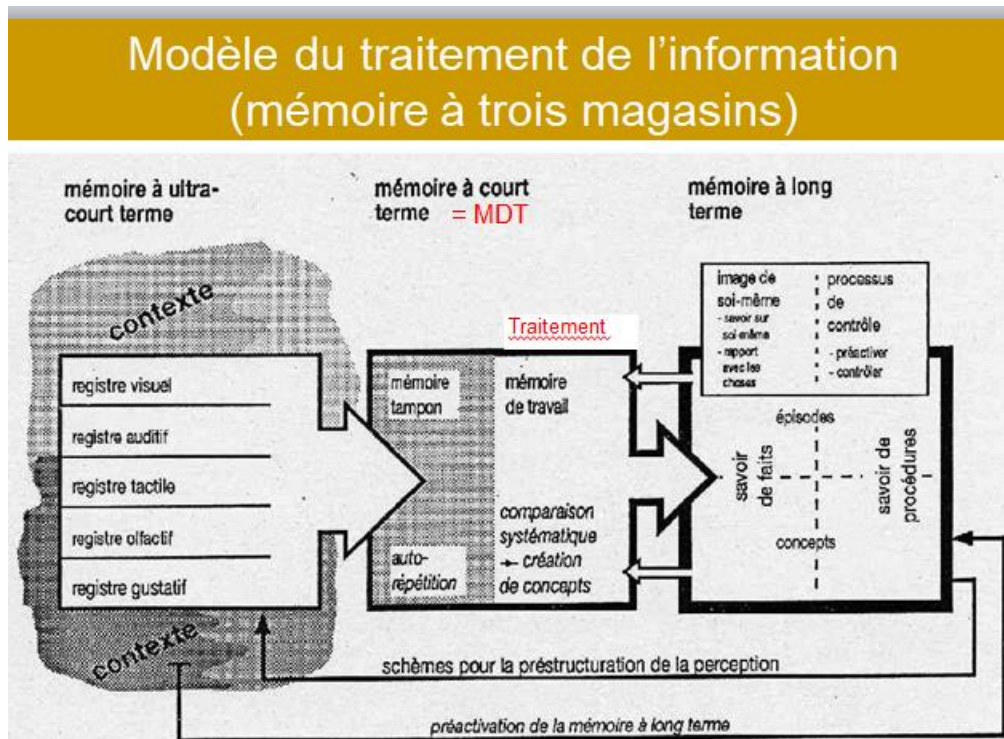 Modèle du traitement de l'information
(mémoire à trois magasins)
mémoire à ultra-
court terme
mémoire à court
terme = MDT
mémoire à long
terme
contexte
registre visuel
registre auditif
registre tactile
registre olfactif
registre gustatif
contexte
Traitement
mémoire
tampon
auto-
répétition
mémoire
de travail
comparaison
systématique
→ création
de concepts
image de
soi-même
- savoir sur
soi-même
- rapport
avec les
choses
processus
de
contrôle
- préactiver
- contrôler
épisodes
savoir
de faits
savoir de
procédures
concepts
schèmes pour la préstructuration de la perception
préactivation de la mémoire à long terme